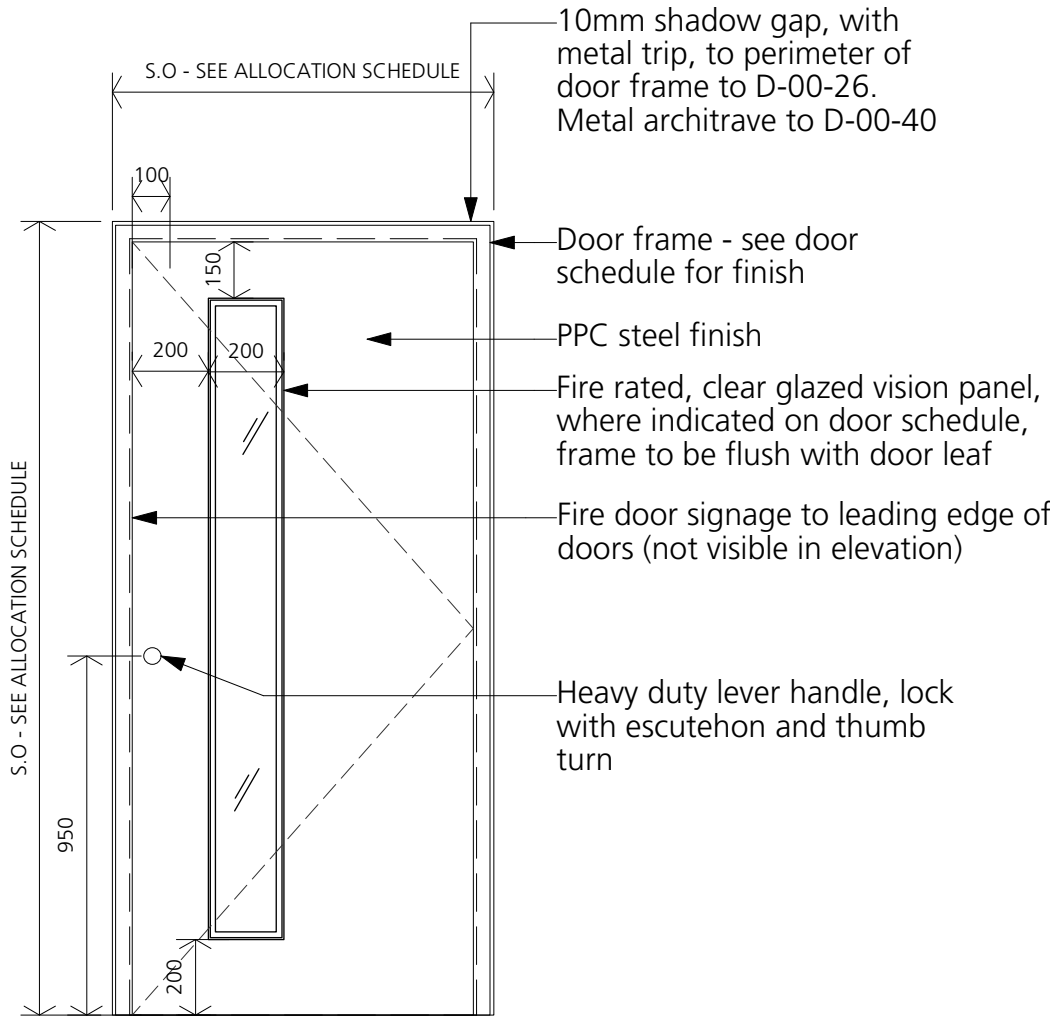 10mm shadow gap, with
metal trip, to perimeter of
door frame to D-00-26.
Metal architrave to D-00-40
S.O - SEE ALLOCATION SCHEDULE
100
Door frame - see door
schedule for finish
150
PPC steel finish
200
200
Fire rated, clear glazed vision panel,
where indicated on door schedule,
frame to be flush with door leaf
S.O - SEE ALLOCATION SCHEDULE
Fire door signage to leading edge of
doors (not visible in elevation)
Heavy duty lever handle, lock
with escutehon and thumb
turn
950
200